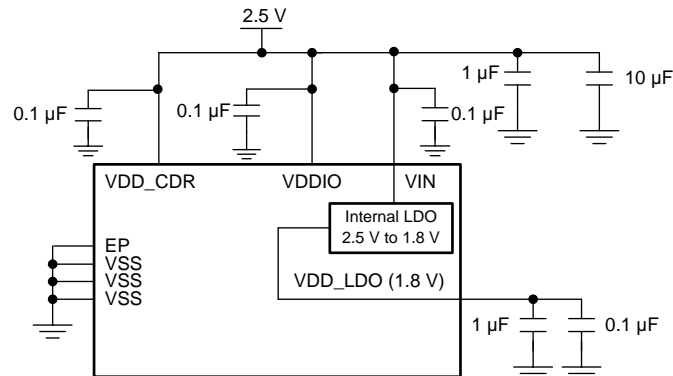 2.5 V
1 µF
10 µF
0.1 µF
0.1 µF
0.1 µF
VDD_CDR
VDDIO
VIN
Internal LDO
2.5 V to 1.8 V
EP
VSS
VSS
VSS
VDD_LDO (1.8 V)
1 µF
0.1 µF